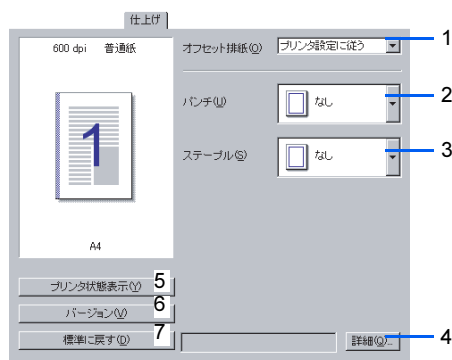 仕上げ
600 dpi 普通紙
1
A4
オフセット排紙(O) プリンタ設定に従う 1
パンチ(U) なし 2
ステープル(S) なし 3
プリンタ状態表示(Y) 5
バージョン(V) 6
標準に戻す(D) 7
詳細(Q)... 4